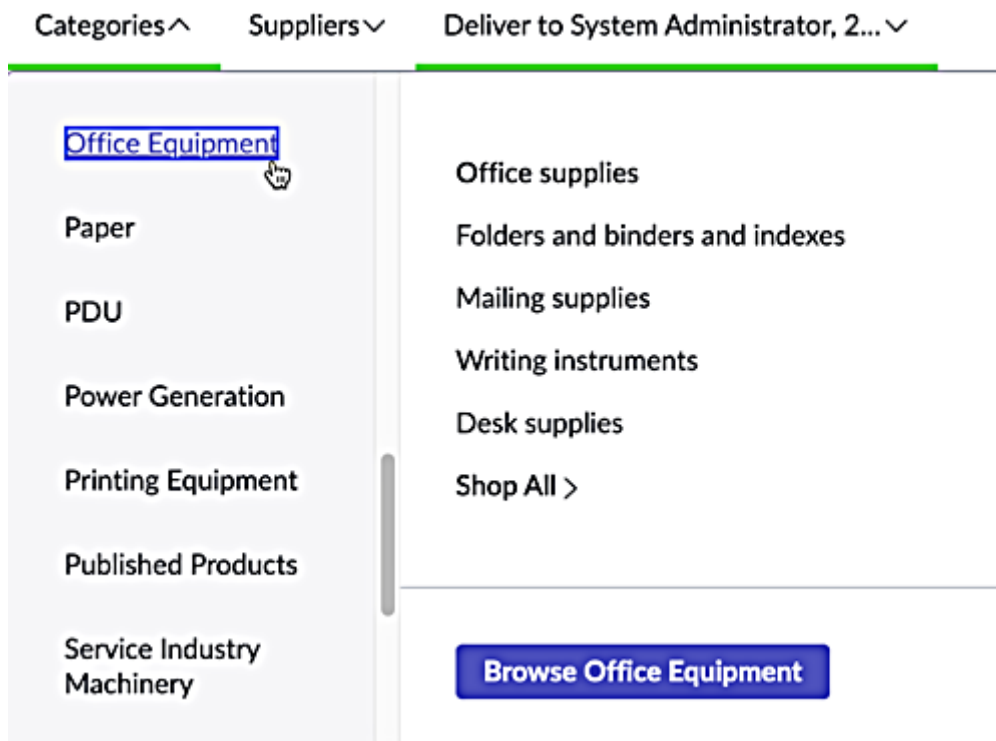 Categories Suppliers Deliver to System Administrator, 2...
Office Equipment
Paper
PDU
Power Generation
Printing Equipment
Published Products
Service Industry
Machinery
Office supplies
Folders and binders and indexes
Mailing supplies
Writing instruments
Desk supplies
Shop All >
Browse Office Equipment